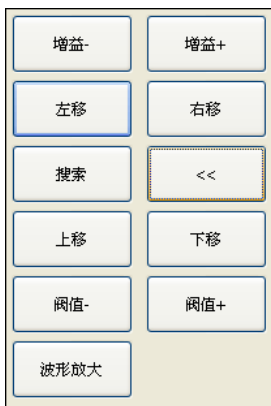 增益- 增益+
左移 右移
搜索 <<
上移 下移
阀值- 阀值+
波形放大